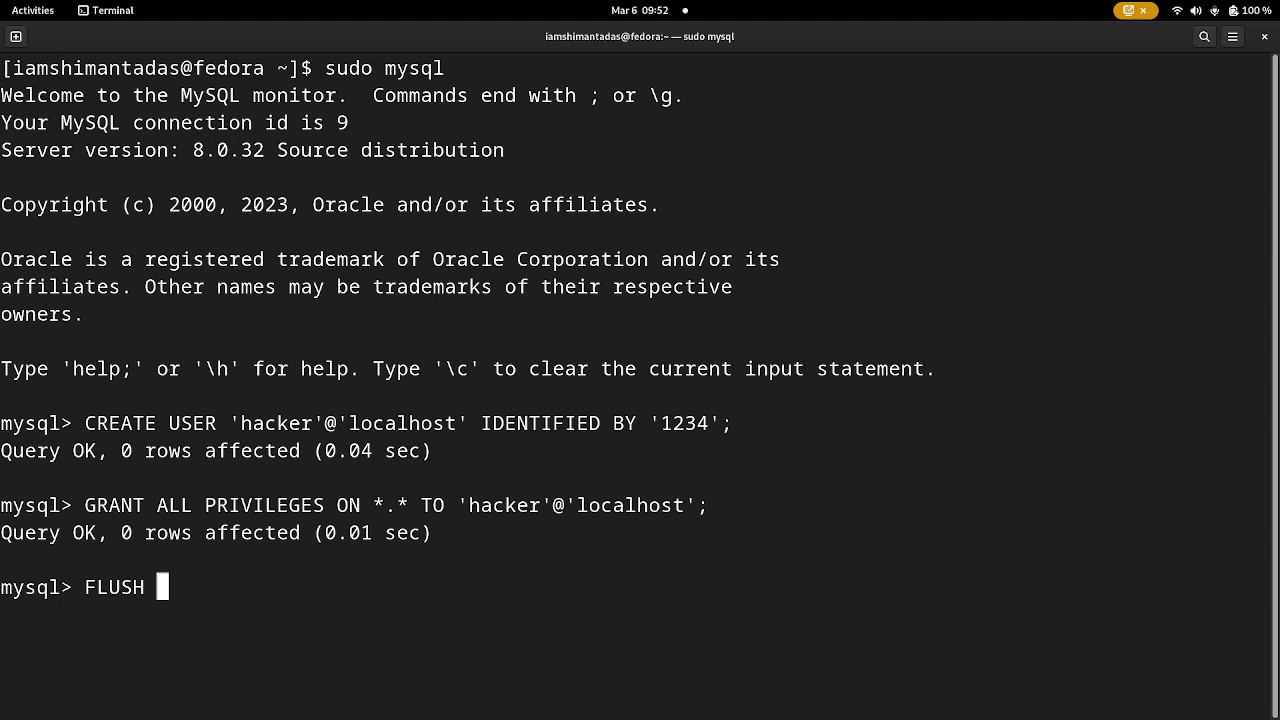 Activities Terminal Mar 6 09:52 100 %
iamshimantadas@fedora:~ — sudo mysql
[iamshimantadas@fedora ~]$ sudo mysql
Welcome to the MySQL monitor.  Commands end with ; or \g.
Your MySQL connection id is 9
Server version: 8.0.32 Source distribution
Copyright (c) 2000, 2023, Oracle and/or its affiliates.
Oracle is a registered trademark of Oracle Corporation and/or its
affiliates. Other names may be trademarks of their respective
owners.
Type 'help;' or '\h' for help. Type '\c' to clear the current input statement.
mysql> CREATE USER 'hacker'@'localhost' IDENTIFIED BY '1234';
Query OK, 0 rows affected (0.04 sec)
mysql> GRANT ALL PRIVILEGES ON *.* TO 'hacker'@'localhost';
Query OK, 0 rows affected (0.01 sec)
mysql> FLUSH